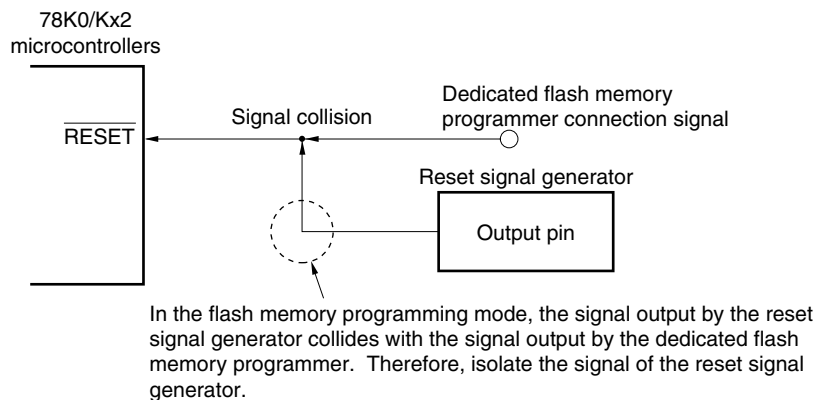 78K0/Kx2
microcontrollers
RESET
Signal collision
Dedicated flash memory
programmer connection signal
Reset signal generator
Output pin
In the flash memory programming mode, the signal output by the reset
signal generator collides with the signal output by the dedicated flash
memory programmer.  Therefore, isolate the signal of the reset signal
generator.